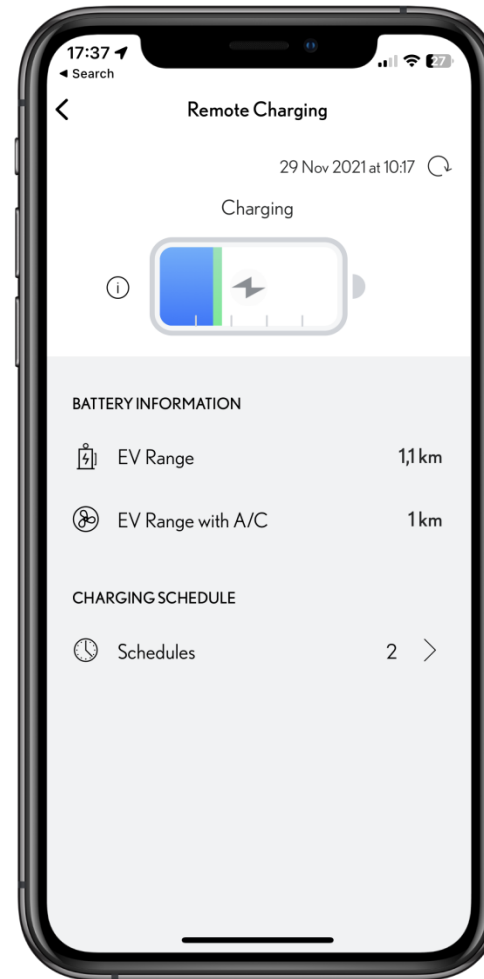 17:37
27
◀ Search
Remote Charging
29 Nov 2021 at 10:17
Charging
BATTERY INFORMATION
EV Range 1,1 km
EV Range with A/C 1 km
CHARGING SCHEDULE
Schedules 2